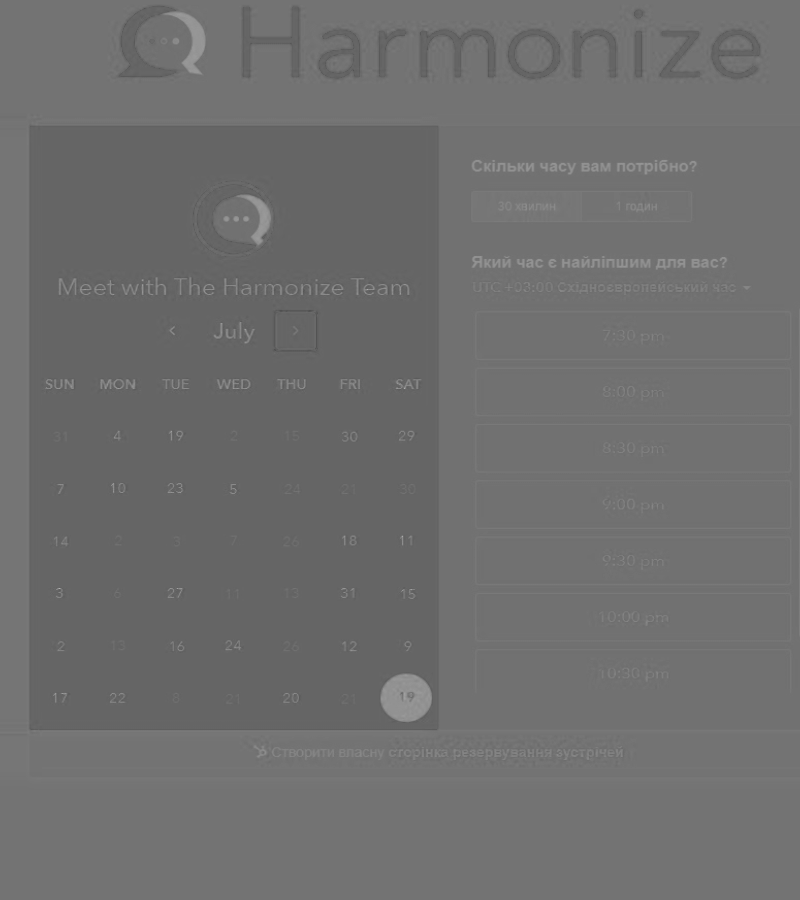 Harmonize
Meet with The Harmonize Team
July
SUN MON TUE WED THU FRI SAT
31 4 19 2 15 30 29
7 10 23 5 24 21 30
14 2 3 7 26 18 11
3 6 27 11 13 31 15
2 13 16 24 26 12 9
17 22 8 21 20 21 19
Скільки часу вам потрібно?
30 хвилин 1 годин
Який час є найліпшим для вас?
UTC +03:00 Східноєвропейський час
7:30 pm
8:00 pm
8:30 pm
9:00 pm
9:30 pm
10:00 pm
10:30 pm
Створити власну сторінка резервування зустрічей